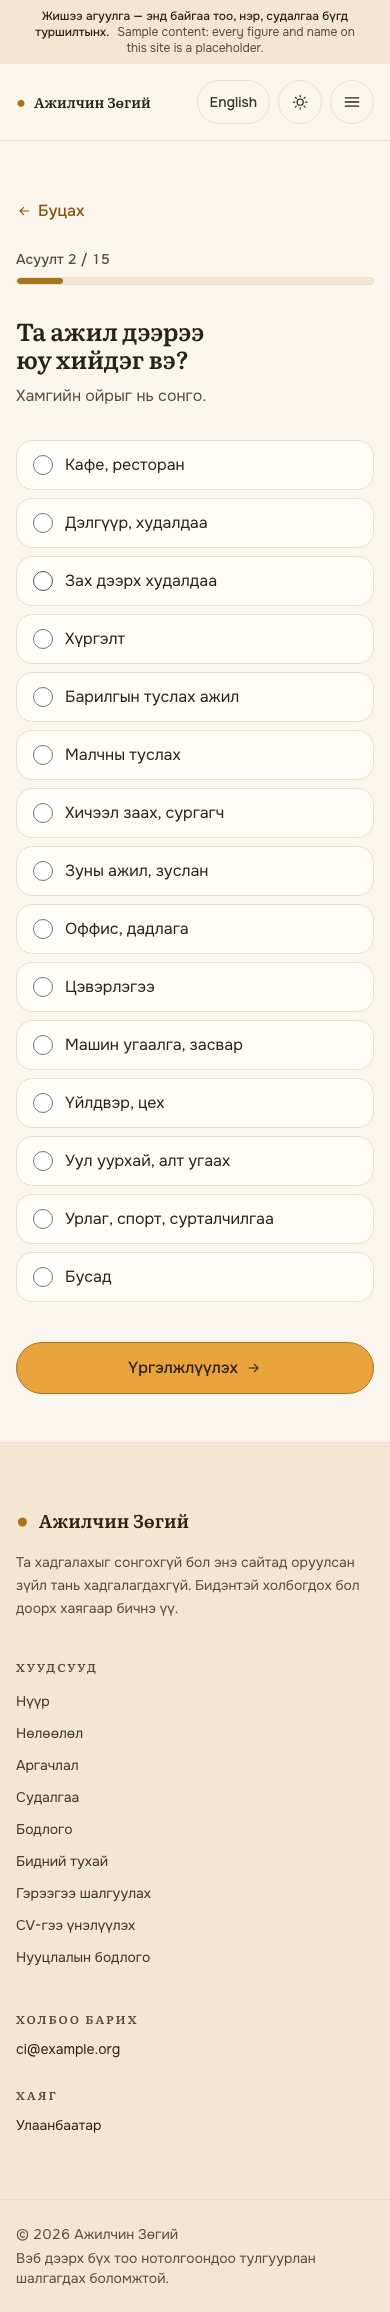 Жишээ агуулга — энд байгаа тоо, нэр, судалгаа бүгд
туршилтынх. Sample content: every figure and name on
this site is a placeholder.
Ажилчин Зөгий
English
← Буцах
Асуулт 2 / 15
Та ажил дээрээ
юу хийдэг вэ?
Хамгийн ойрыг нь сонго.
Кафе, ресторан
Дэлгүүр, худалдаа
Зах дээрх худалдаа
Хүргэлт
Барилгын туслах ажил
Малчны туслах
Хичээл заах, сургагч
Зуны ажил, зуслан
Оффис, дадлага
Цэвэрлэгээ
Машин угаалга, засвар
Үйлдвэр, цех
Уул уурхай, алт угаах
Урлаг, спорт, сурталчилгаа
Бусад
Үргэлжлүүлэх →
Ажилчин Зөгий
Та хадгалахыг сонгохгүй бол энэ сайтад оруулсан
зүйл тань хадгалагдахгүй. Бидэнтэй холбогдох бол
доорх хаягаар бичнэ үү.
ХУУДСУУД
Нүүр
Нөлөөлөл
Аргачлал
Судалгаа
Бодлого
Бидний тухай
Гэрээгээ шалгуулах
CV-гээ үнэлүүлэх
Нууцлалын бодлого
ХОЛБОО БАРИХ
ci@example.org
ХАЯГ
Улаанбаатар
© 2026 Ажилчин Зөгий
Вэб дээрх бүх тоо нотолгоондоо тулгуурлан
шалгагдах боломжтой.